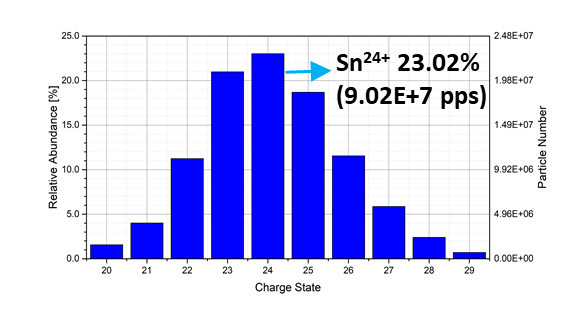 25.0
20.0
15.0
10.0
5.0
0.0
Relative Abundance [%]
2.48E+07
1.98E+07
1.49E+07
9.92E+06
4.96E+06
0.00E+00
Particle Number
Sn²⁴⁺ 23.02%
(9.02E+7 pps)
20 21 22 23 24 25 26 27 28 29
Charge State